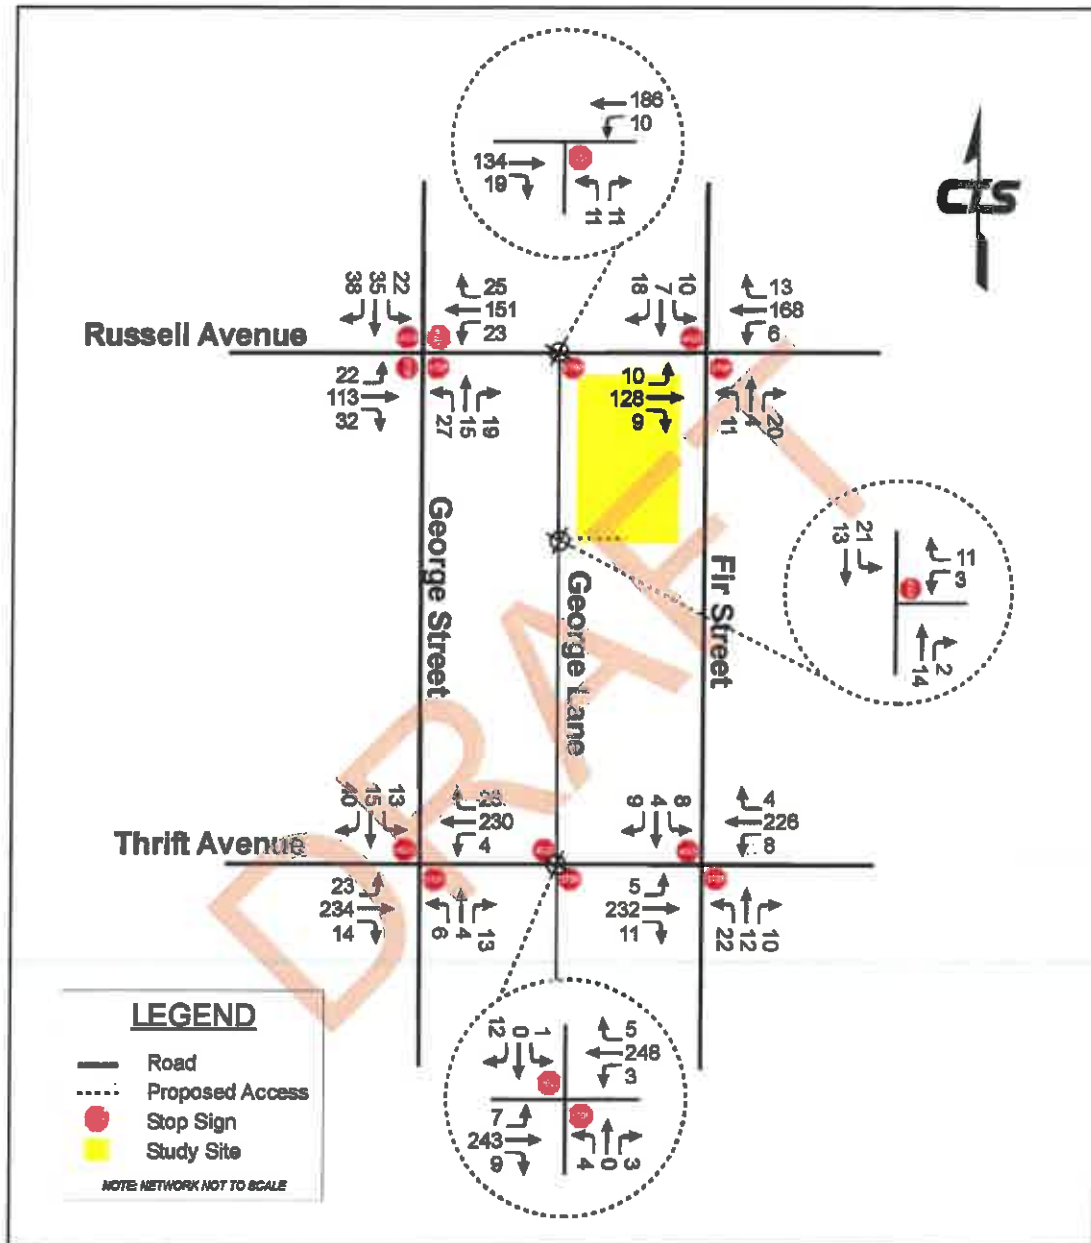 186
10
134
19
11 11
CTS
38 35 22
25
151
23
18 7 10
13
168
6
Russell Avenue
22
113
32
27 15 19
10
128
9
11 4 20
George Street
George Lane
Fir Street
13 21
11
3
14 2
DRAFT
40 15 13
230
4
9 4 8
4
226
8
Thrift Avenue
23
234
14
6 4 13
5
232
11
22 12 10
12 0 1
5
248
3
7
243
9
4 0 3
LEGEND
Road
Proposed Access
Stop Sign
Study Site
NOTE: NETWORK NOT TO SCALE